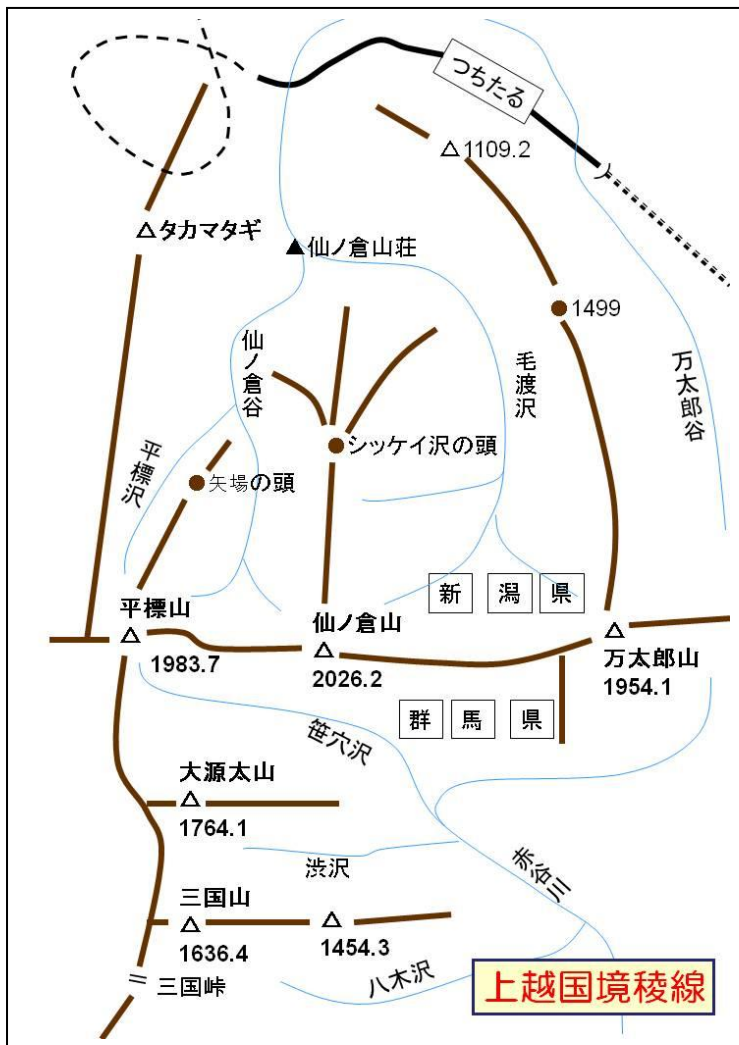 つちたる
△1109.2
△タカマタギ
▲仙ノ倉山荘
1499
仙ノ倉谷
毛渡沢
万太郎谷
シッケイ沢の頭
平標沢
矢場の頭
新潟県
平標山
1983.7
仙ノ倉山
2026.2
万太郎山
1954.1
群馬県
笹穴沢
大源太山
1764.1
渋沢
赤谷川
三国山
1636.4
1454.3
三国峠
八木沢
上越国境稜線